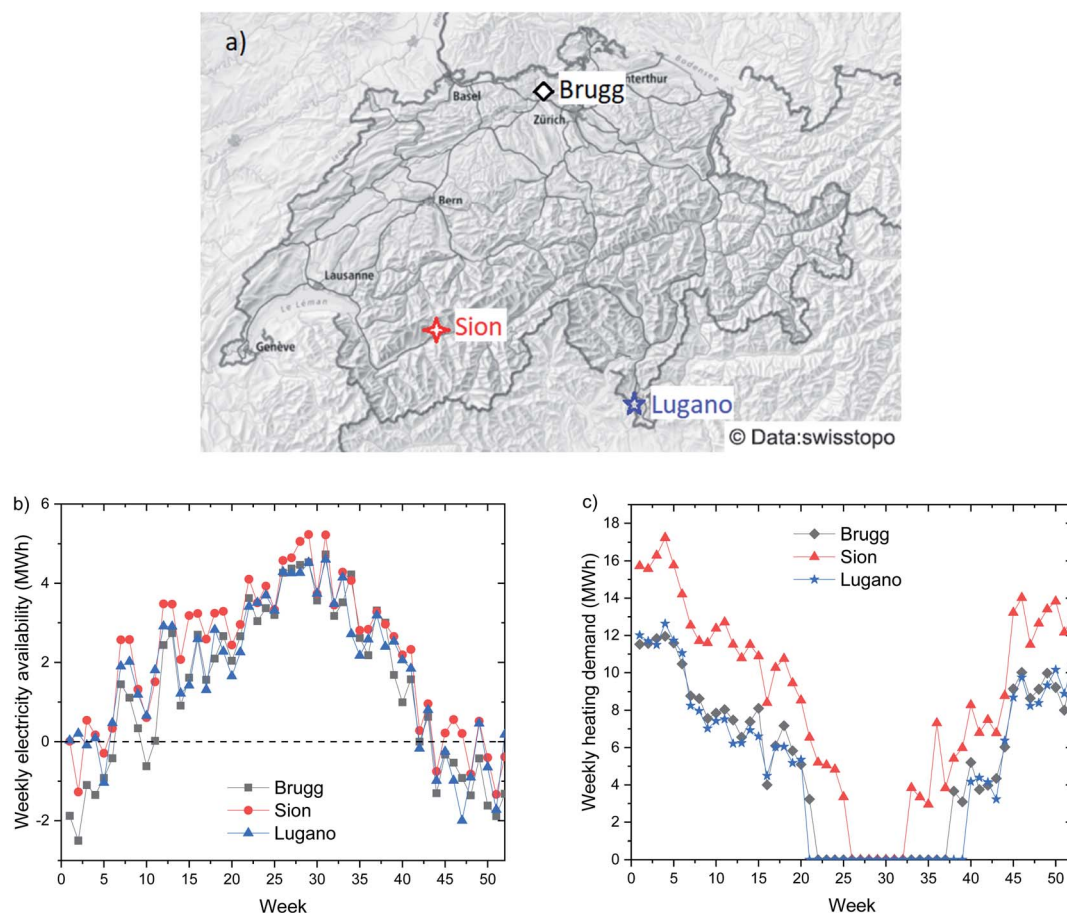 a)
Basel
Brugg
nterthur
Bodensee
Zürich
Bern
Lausanne
Le Léman
Genève
Sion
Lugano
© Data:swisstopo
b)
Weekly electricity availability (MWh)
6
4
2
0
-2
Brugg
Sion
Lugano
0 5 10 15 20 25 30 35 40 45 50
Week
c)
Weekly heating demand (MWh)
18
16
14
12
10
8
6
4
2
0
Brugg
Sion
Lugano
0 5 10 15 20 25 30 35 40 45 50
Week